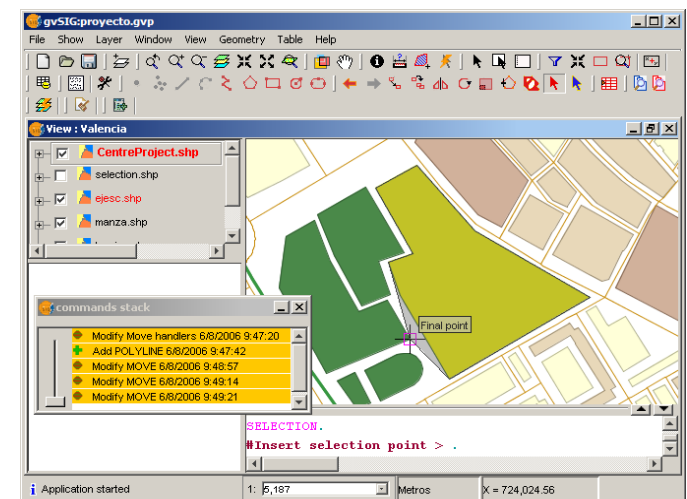 gvSIG:proyecto.gvp
File Show Layer Window View Geometry Table Help
View : Valencia
CentreProject.shp
selection.shp
ejesc.shp
manza.shp
commands stack
Modify Move handlers 6/8/2006 9:47:20
Add POLYLINE 6/8/2006 9:47:42
Modify MOVE 6/8/2006 9:48:57
Modify MOVE 6/8/2006 9:49:14
Modify MOVE 6/8/2006 9:49:21
Final point
SELECTION.
#Insert selection point > .
Application started 1: 5,187 Metros X = 724,024.56